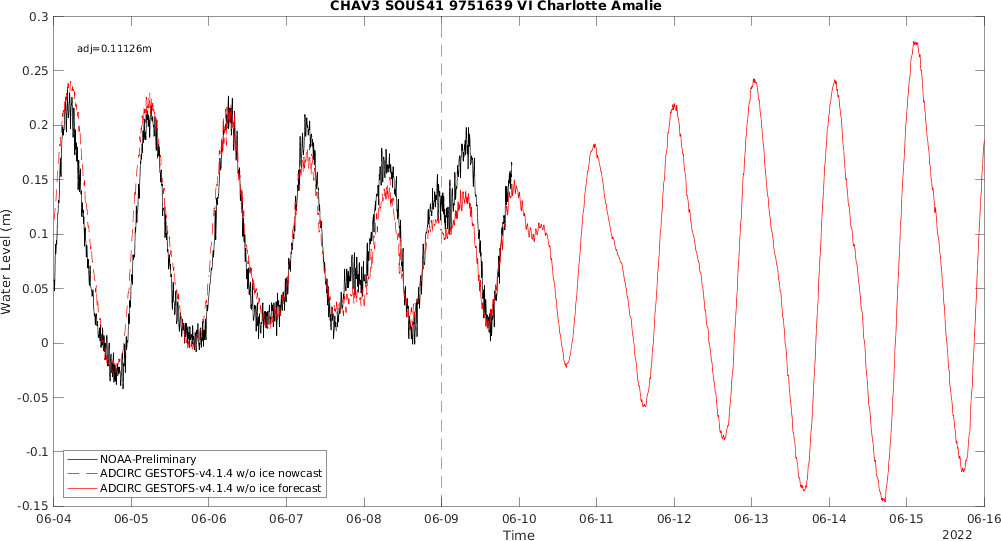 CHAV3 SOUS41 9751639 VI Charlotte Amalie
adj=0.11126m
0.3
0.25
0.2
0.15
0.1
0.05
0
-0.05
-0.1
-0.15
Water Level (m)
NOAA-Preliminary
ADCIRC GESTOFS-v4.1.4 w/o ice nowcast
ADCIRC GESTOFS-v4.1.4 w/o ice forecast
06-04 06-05 06-06 06-07 06-08 06-09 06-10 06-11 06-12 06-13 06-14 06-15 06-16
Time
2022